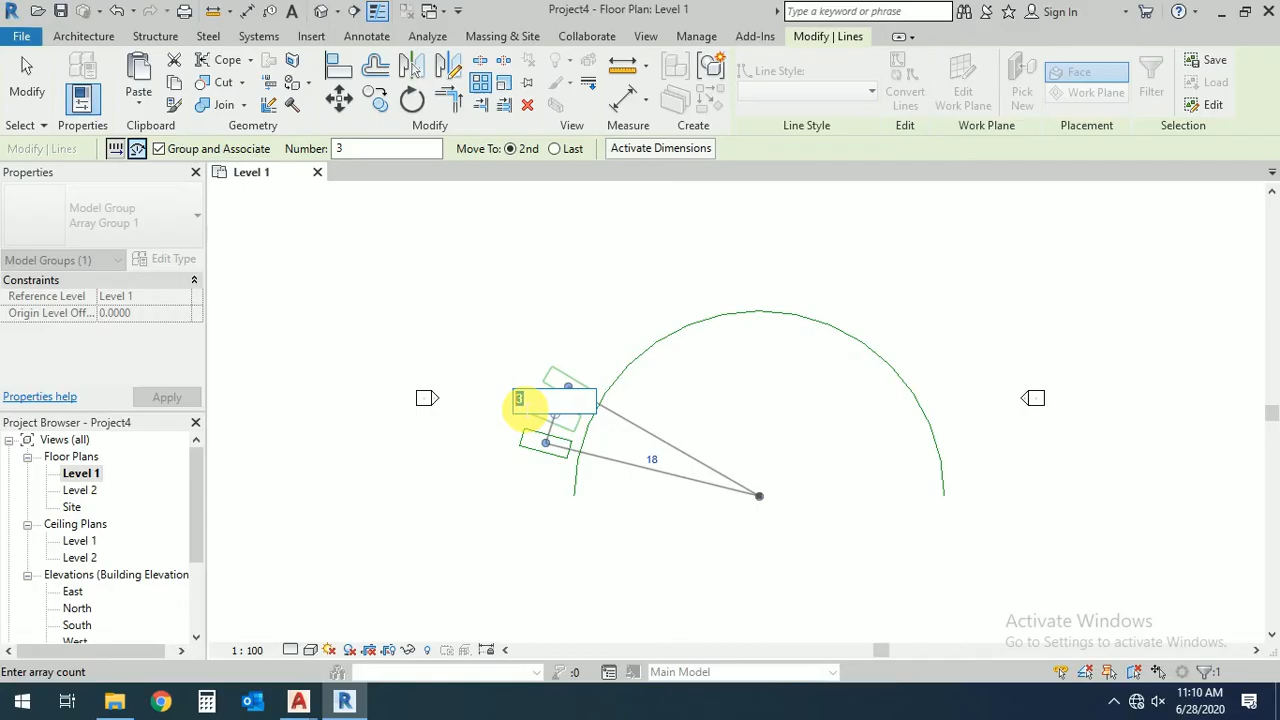 Project4 - Floor Plan: Level 1
Type a keyword or phrase
Sign In
File
Architecture
Structure
Steel
Systems
Insert
Annotate
Analyze
Massing & Site
Collaborate
View
Manage
Add-Ins
Modify | Lines
Modify
Select
Properties
Paste
Clipboard
Cope
Cut
Join
Geometry
Modify
View
Measure
Create
Line Style:
Line Style
Convert
Lines
Edit
Edit
Work Plane
Work Plane
Pick
New
Face
Work Plane
Placement
Filter
Save
Load
Edit
Selection
Modify | Lines
Group and Associate
Number:
3
Move To:
2nd
Last
Activate Dimensions
Properties
Level 1
Model Group
Array Group 1
Model Groups (1)
Edit Type
Constraints
Reference Level
Level 1
Origin Level Off...
0.0000
Properties help
Apply
Project Browser - Project4
Views (all)
Floor Plans
Level 1
Level 2
Site
Ceiling Plans
Level 1
Level 2
Elevations (Building Elevation
East
North
South
West
3
18
Activate Windows
Go to Settings to activate Windows.
1 : 100
Enter array count
:0
Main Model
:1
11:10 AM
6/28/2020